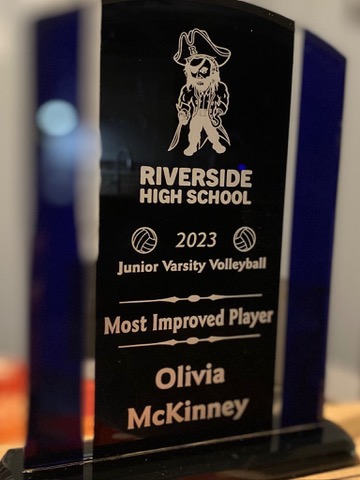 RIVERSIDE
HIGH SCHOOL
2023
Junior Varsity Volleyball
Most Improved Player
Olivia
McKinney